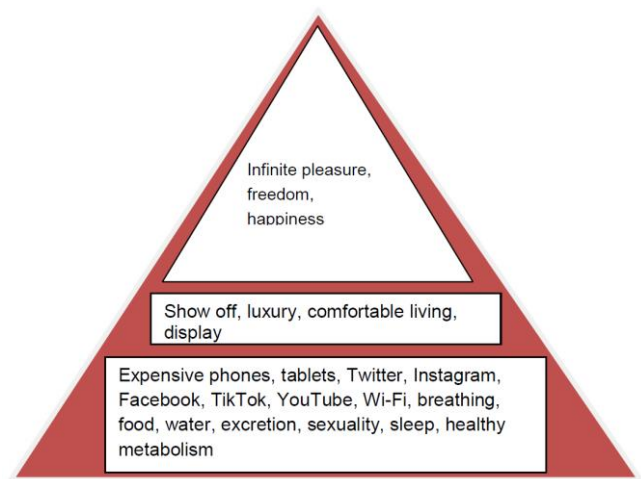 Infinite pleasure,
freedom,
happiness
Show off, luxury, comfortable living,
display
Expensive phones, tablets, Twitter, Instagram,
Facebook, TikTok, YouTube, Wi-Fi, breathing,
food, water, excretion, sexuality, sleep, healthy
metabolism